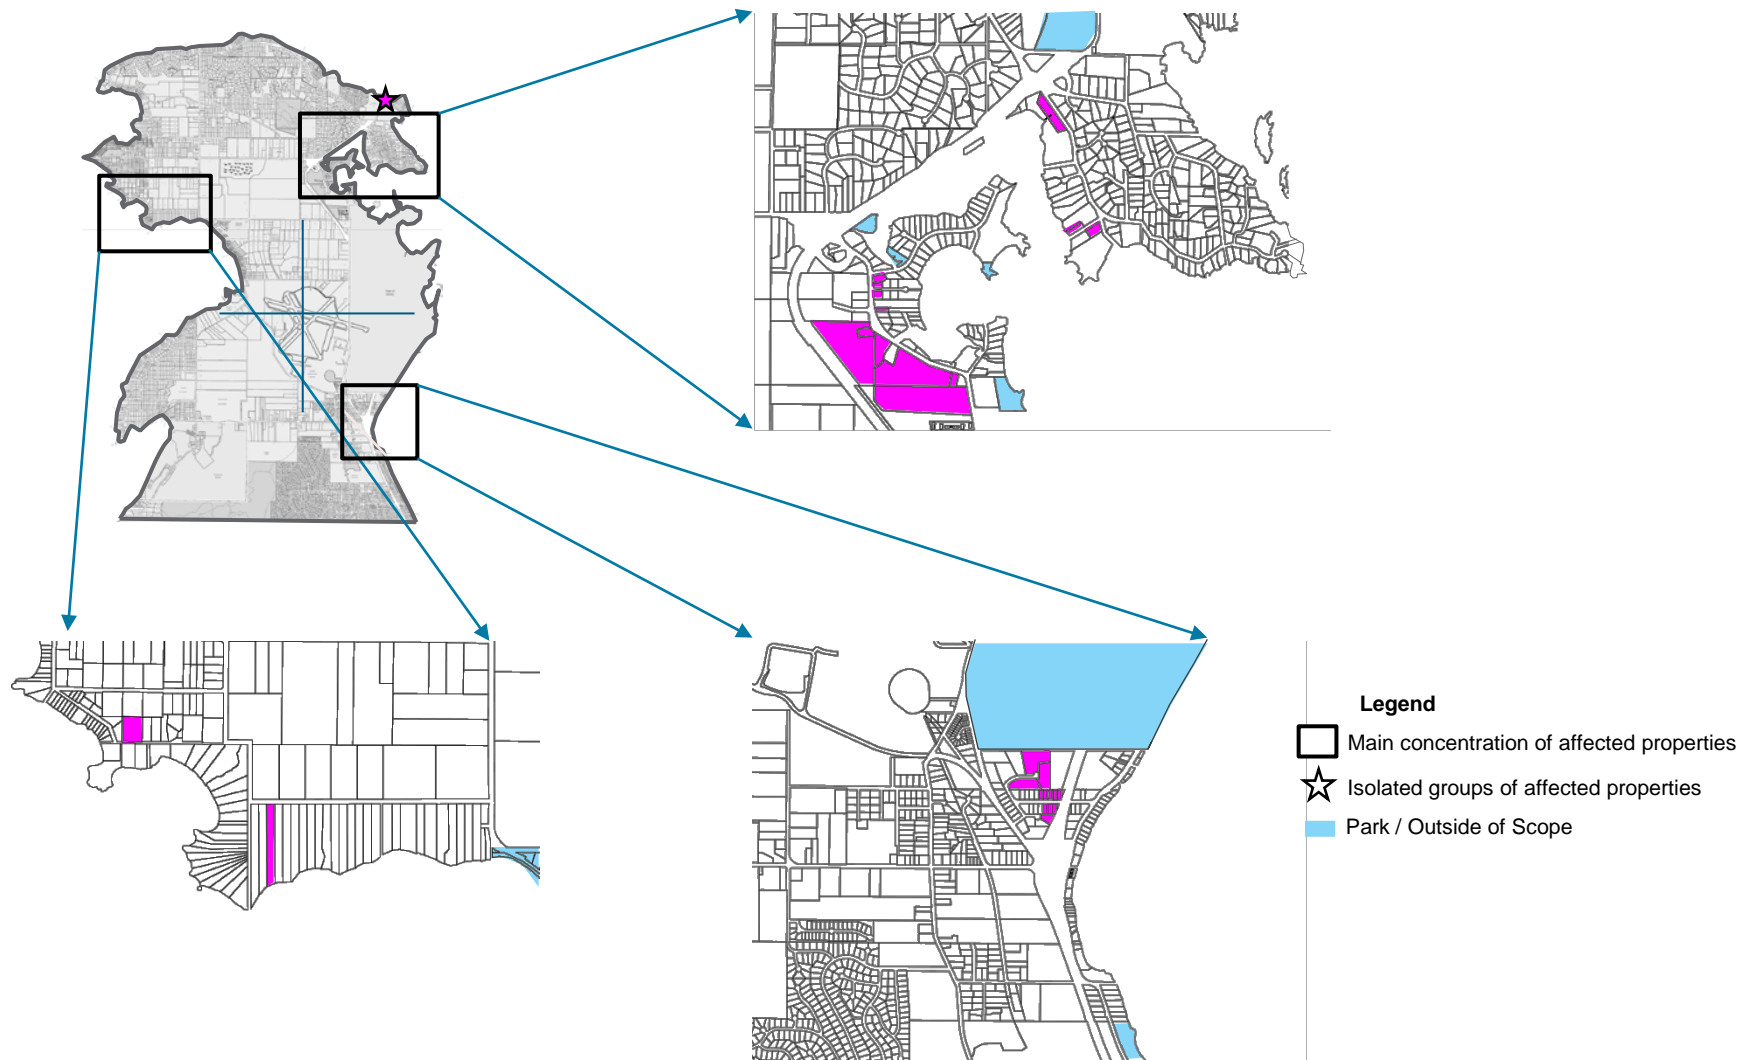 Legend
Main concentration of affected properties
Isolated groups of affected properties
Park / Outside of Scope